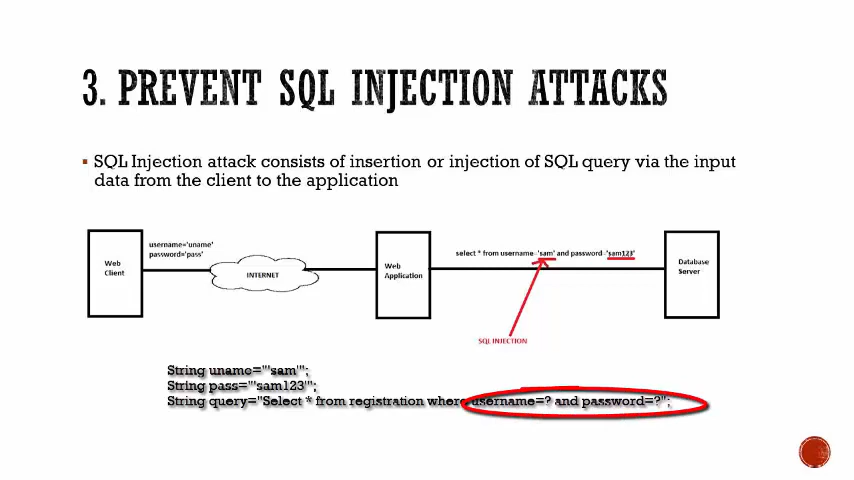 3. PREVENT SQL INJECTION ATTACKS
▪ SQL Injection attack consists of insertion or injection of SQL query via the input
data from the client to the application
username='uname'
password='pass'
Web
Client
INTERNET
Web
Application
select * from username='sam' and password='sam123'
Database
Server
SQL INJECTION
String uname="'sam'";
String pass="'sam123'";
String query="Select * from registration where username=? and password=?";